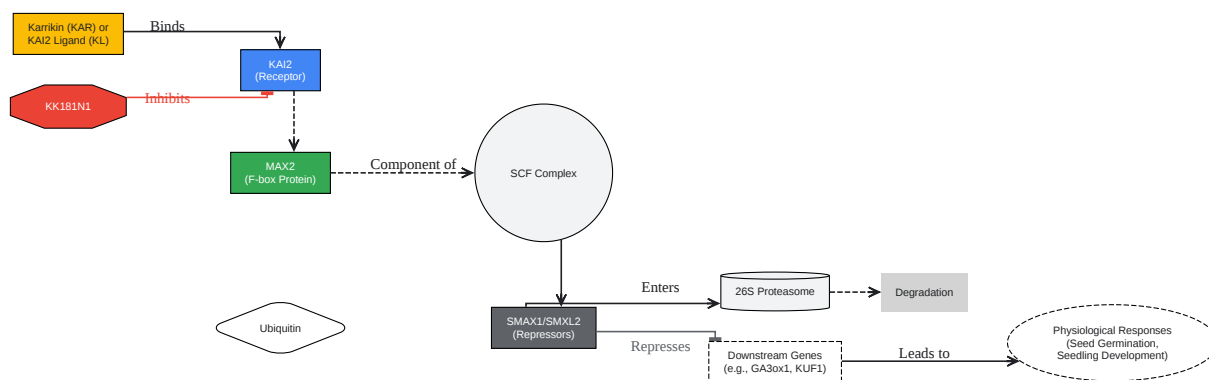 Karrikin (KAR) or
KAI2 Ligand (KL)
Binds
KAI2
(Receptor)
KK181N1
Inhibits
MAX2
(F-box Protein)
Component of
SCF Complex
Enters
26S Proteasome
Degradation
Ubiquitin
SMAX1/SMXL2
(Repressors)
Represses
Downstream Genes
(e.g., GA3ox1, KUF1)
Leads to
Physiological Responses
(Seed Germination,
Seedling Development)